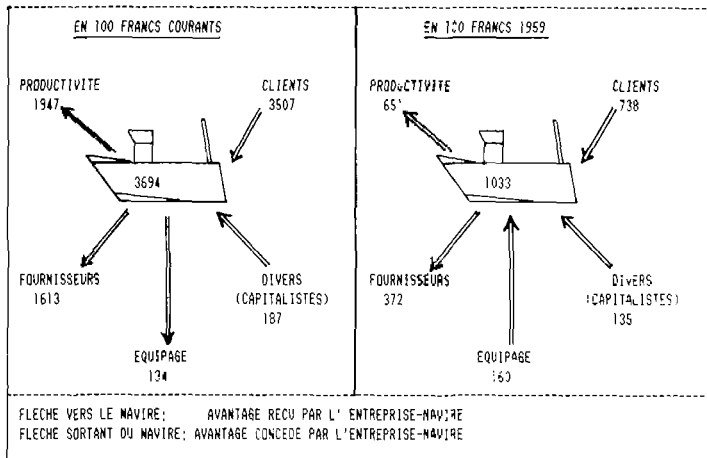 EN 100 FRANCS COURANTS
PRODUCTIVITE
1947
CLIENTS
3507
3694
FOURNISSEURS
1613
DIVERS
(CAPITALISTES)
187
EQUIPAGE
134
EN 100 FRANCS 1959
PRODUCTIVITE
CLIENTS
738
1033
FOURNISSEURS
372
DIVERS
(CAPITALISTES)
135
EQUIPAGE
160
FLECHE VERS LE NAVIRE; AVANTAGE RECU PAR L' ENTREPRISE-NAVIRE
FLECHE SORTANT DU NAVIRE; AVANTAGE CONCEDE PAR L'ENTREPRISE-NAVIRE